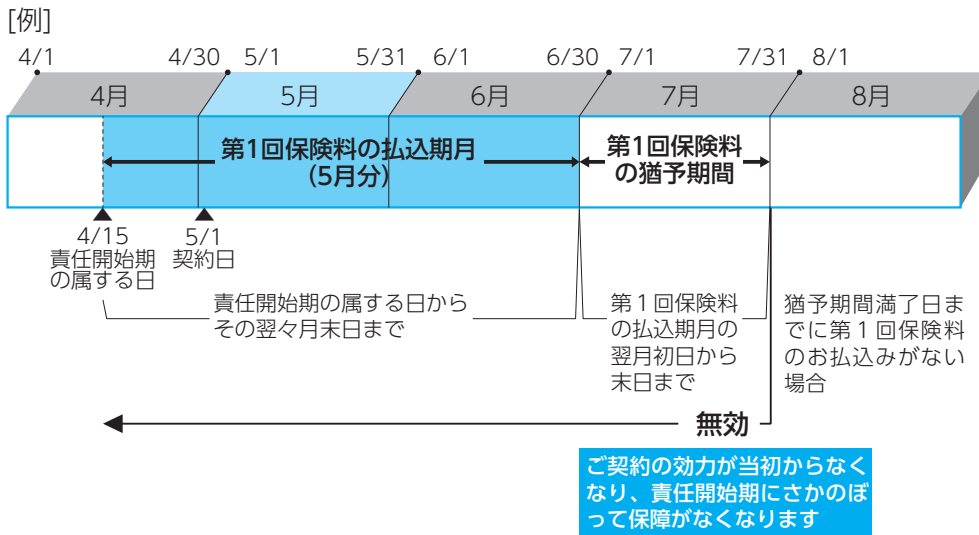 [例]
4/1 4/30 5/1 5/31 6/1 6/30 7/1 7/31 8/1
4月 5月 6月 7月 8月
第1回保険料の払込期月
(5月分)
第1回保険料
の猶予期間
4/15
責任開始期
の属する日
5/1
契約日
責任開始期の属する日から
その翌々月末日まで
第1回保険料
の払込期月の
翌月初日から
末日まで
猶予期間満了日ま
でに第1回保険料
のお払込みがない
場合
無効
ご契約の効力が当初からなく
なり、責任開始期にさかのぼ
って保障がなくなります